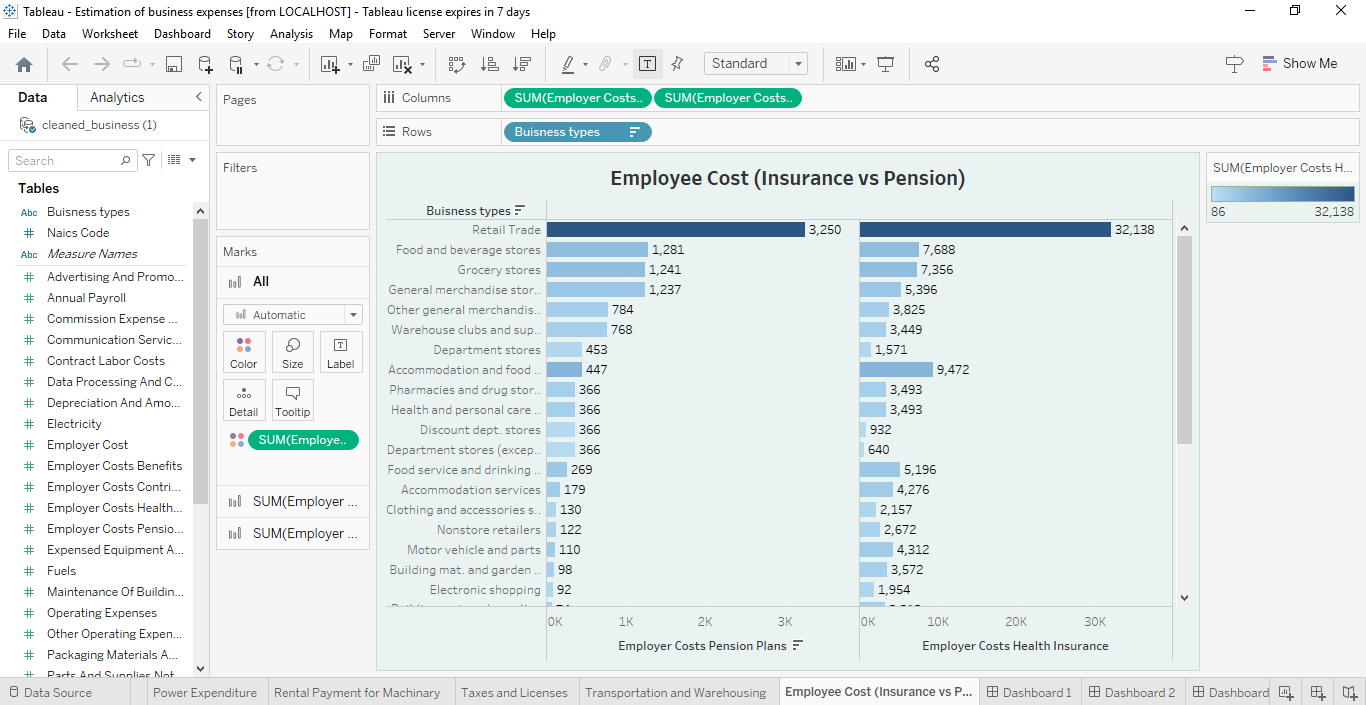 Tableau - Estimation of business expenses [from LOCALHOST] - Tableau license expires in 7 days
File Data Worksheet Dashboard Story Analysis Map Format Server Window Help
Standard
Show Me
Data Analytics
cleaned_business (1)
Search
Tables
Abc Buisness types
# Naics Code
Abc Measure Names
# Advertising And Promo...
# Annual Payroll
# Commission Expense ...
# Communication Servic...
# Contract Labor Costs
# Data Processing And C...
# Depreciation And Amo...
# Electricity
# Employer Cost
# Employer Costs Benefits
# Employer Costs Contri...
# Employer Costs Health...
# Employer Costs Pensio...
# Expensed Equipment A...
# Fuels
# Maintenance Of Buildin...
# Operating Expenses
# Other Operating Expen...
# Packaging Materials A...
# Parts And Supplies Not
Pages
Filters
Marks
All
Automatic
Color Size Label
Detail Tooltip
SUM(Employe..
SUM(Employer ...
SUM(Employer ...
Columns SUM(Employer Costs.. SUM(Employer Costs..
Rows Buisness types
Employee Cost (Insurance vs Pension)
Buisness types
Retail Trade 3,250 32,138
Food and beverage stores 1,281 7,688
Grocery stores 1,241 7,356
General merchandise stor.. 1,237 5,396
Other general merchandis.. 784 3,825
Warehouse clubs and sup.. 768 3,449
Department stores 453 1,571
Accommodation and food .. 447 9,472
Pharmacies and drug stor.. 366 3,493
Health and personal care .. 366 3,493
Discount dept. stores 366 932
Department stores (excep.. 366 640
Food service and drinking .. 269 5,196
Accommodation services 179 4,276
Clothing and accessories s.. 130 2,157
Nonstore retailers 122 2,672
Motor vehicle and parts 110 4,312
Building mat. and garden .. 98 3,572
Electronic shopping 92 1,954
0K 1K 2K 3K 0K 10K 20K 30K
Employer Costs Pension Plans Employer Costs Health Insurance
SUM(Employer Costs H...
86 32,138
Data Source Power Expenditure Rental Payment for Machinery Taxes and Licenses Transportation and Warehousing Employee Cost (Insurance vs P... Dashboard 1 Dashboard 2 Dashboard